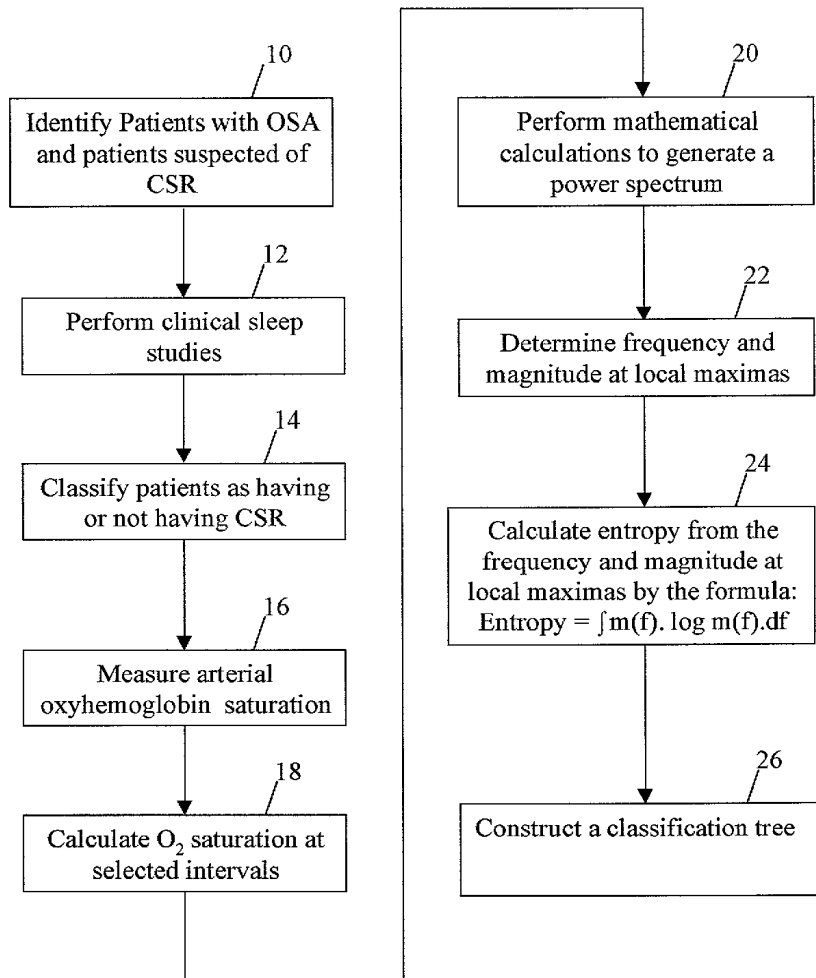 10
Identify Patients with OSA
and patients suspected of
CSR
12
Perform clinical sleep
studies
14
Classify patients as having
or not having CSR
16
Measure arterial
oxyhemoglobin saturation
18
Calculate O₂ saturation at
selected intervals
20
Perform mathematical
calculations to generate a
power spectrum
22
Determine frequency and
magnitude at local maximas
24
Calculate entropy from the
frequency and magnitude at
local maximas by the formula:
Entropy = ∫m(f). log m(f).df
26
Construct a classification tree